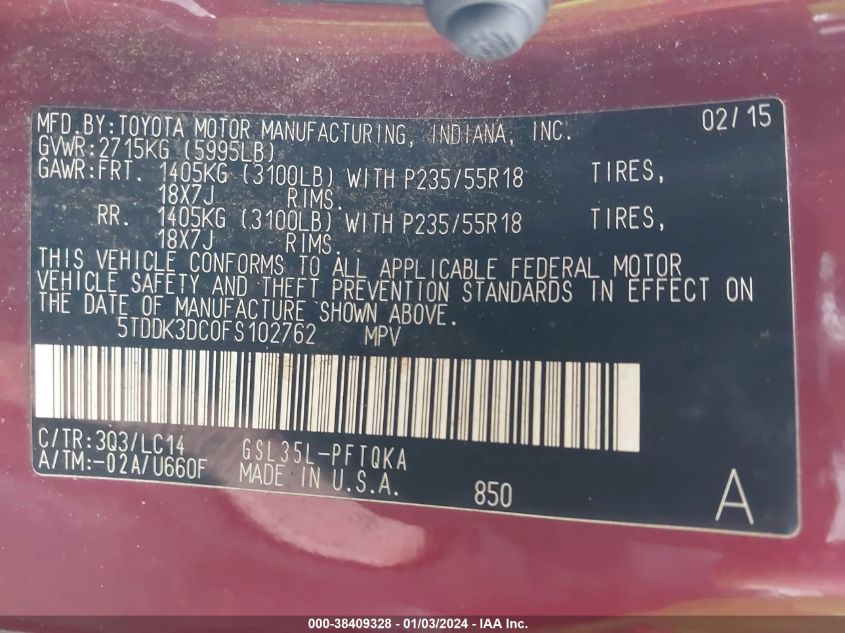 MFD.BY:TOYOTA MOTOR MANUFACTURING, INDIANA, INC. 02/15
GVWR:2715KG (5995LB)
GAWR:FRT. 1405KG (3100LB) WITH P235/55R18 TIRES,
18X7J RIMS.
RR. 1405KG (3100LB) WITH P235/55R18 TIRES,
18X7J RIMS.
THIS VEHICLE CONFORMS TO ALL APPLICABLE FEDERAL MOTOR
VEHICLE SAFETY AND THEFT PREVENTION STANDARDS IN EFFECT ON
THE DATE OF MANUFACTURE SHOWN ABOVE.
5TDDK3DC0FS102762 MPV
C/TR:3Q3/LC14 GSL35L-PFTQKA
A/TM:-02A/U660F MADE IN U.S.A. 850 A
000-38409328 - 01/03/2024 - IAA Inc.